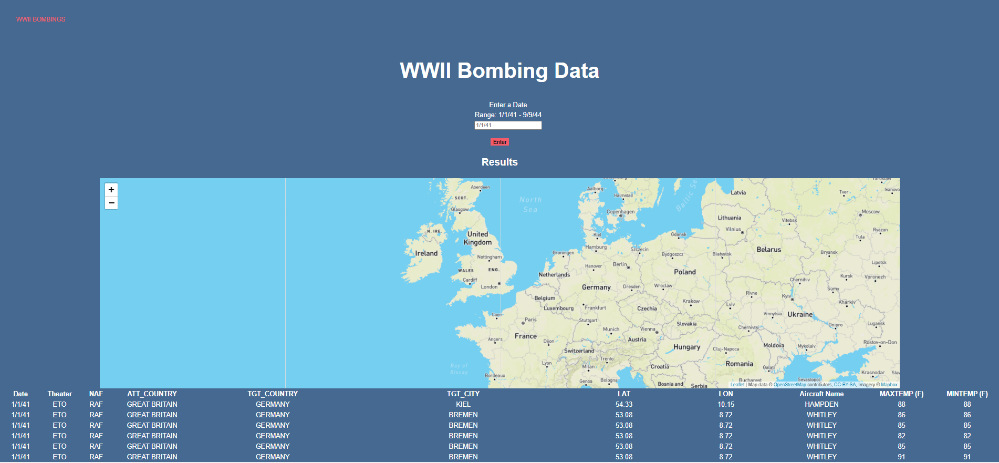 WWII BOMBINGS
WWII Bombing Data
Enter a Date
Range: 1/1/41 - 9/9/44
1/1/41
Enter
Results
+
−
Aberdeen
SCOT.
Glasgow
North
Sea
Aalborg
Halmstad
Baltic Se
Copenhagen
Latvia
Lithuania
Vilnius
Tver
Yaroslavl
Ivanovo
Moscow
Vitebsk
Ryazan
Tula
N. IRE.
United
Kingdom
Ireland
Nottingham
WALES
ENG.
Cardiff
London
Kiel
Hamburg
Groningen
Szczecin
Gdansk
Bydgoszcz
Białystok
Belarus
Bryansk
Lipetsk
Hanover
Berlin
Netherlands
Poland
Kursk
Voronezh
Germany
Dresden
Wroclaw
Chernihiv
Sumy
Belgium
Rivne
Kyiv
Luxembourg
Frankfurt
Czechia
Krakow
Lviv
Kharkiv
Caen
Paris
Stuttgart
Slovakia
Vinnytsia
Ukraine
Lugansk
Munich
Vienna
Chernivtsi
Dnipro
France
Angers
Dijon
Austria
Switzerland
Hungary
Cluj-Napoca
Moldova
Mykolaiv
Rostov-on-Don
Bay of
Biscay
Lyon
Trento
Milan
Croatia
Romania
Galați
Krasnodar
Stav
Bordeaux
Genoa
Bologna
Bosnia and
Serbia
Bucharest
Sevastopol
Leaflet | Map data © OpenStreetMap contributors, CC-BY-SA, Imagery © Mapbox
Date Theater NAF ATT_COUNTRY TGT_COUNTRY TGT_CITY LAT LON Aircraft Name MAXTEMP (F) MINTEMP (F)
1/1/41 ETO RAF GREAT BRITAIN GERMANY KIEL 54.33 10.15 HAMPDEN 88 88
1/1/41 ETO RAF GREAT BRITAIN GERMANY BREMEN 53.08 8.72 WHITLEY 86 86
1/1/41 ETO RAF GREAT BRITAIN GERMANY BREMEN 53.08 8.72 WHITLEY 85 85
1/1/41 ETO RAF GREAT BRITAIN GERMANY BREMEN 53.08 8.72 WHITLEY 82 82
1/1/41 ETO RAF GREAT BRITAIN GERMANY BREMEN 53.08 8.72 WHITLEY 85 85
1/1/41 ETO RAF GREAT BRITAIN GERMANY BREMEN 53.08 8.72 WHITLEY 91 91